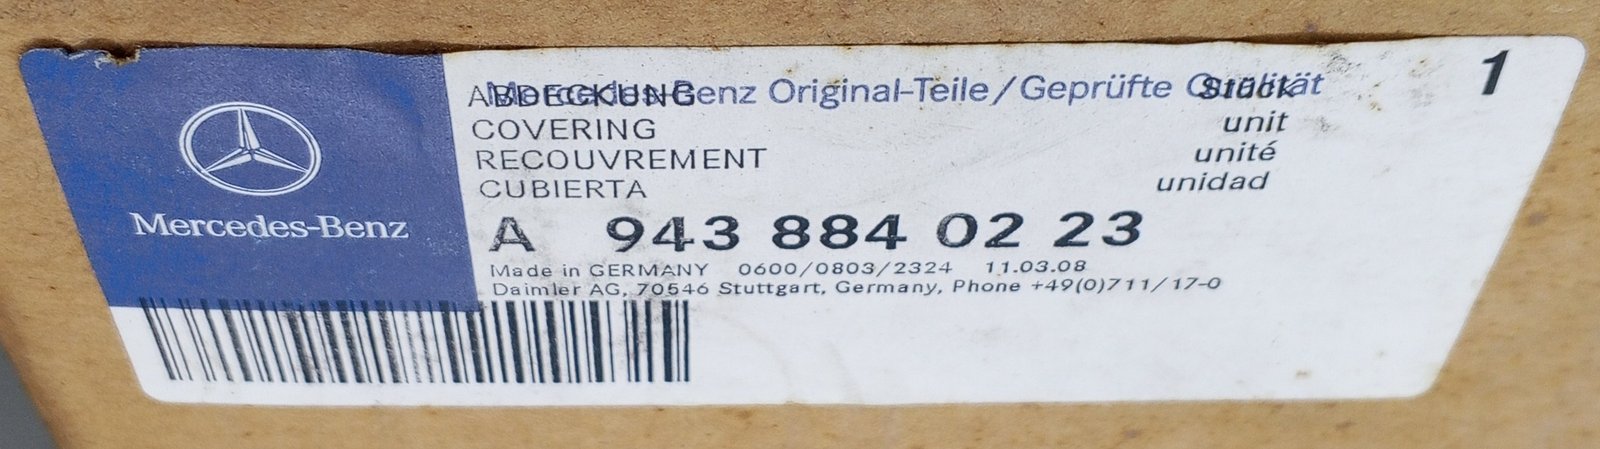 Mercedes-Benz
Mercedes-Benz Original-Teile/Geprüfte Qualität
ABDECKUNG Stück 1
COVERING unit
RECOUVREMENT unité
CUBIERTA unidad
A 943 884 02 23
Made in GERMANY 0600/0803/2324 11.03.08
Daimler AG, 70546 Stuttgart, Germany, Phone +49(0)711/17-0